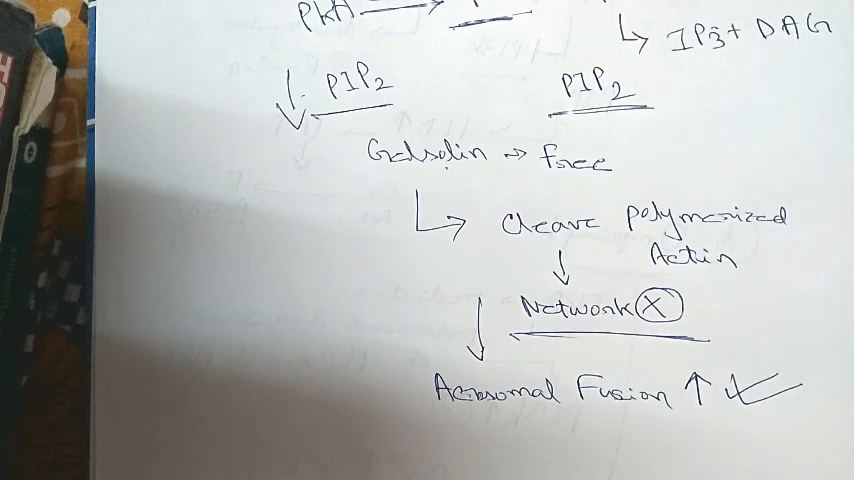 PKA →
↳ IP3 + DAG
↓ PIP2 PIP2
Gelsolin → free
↳ cleave polymerized
Actin
↓
↓ Network X
Acrosomal Fusion ↑ ✓